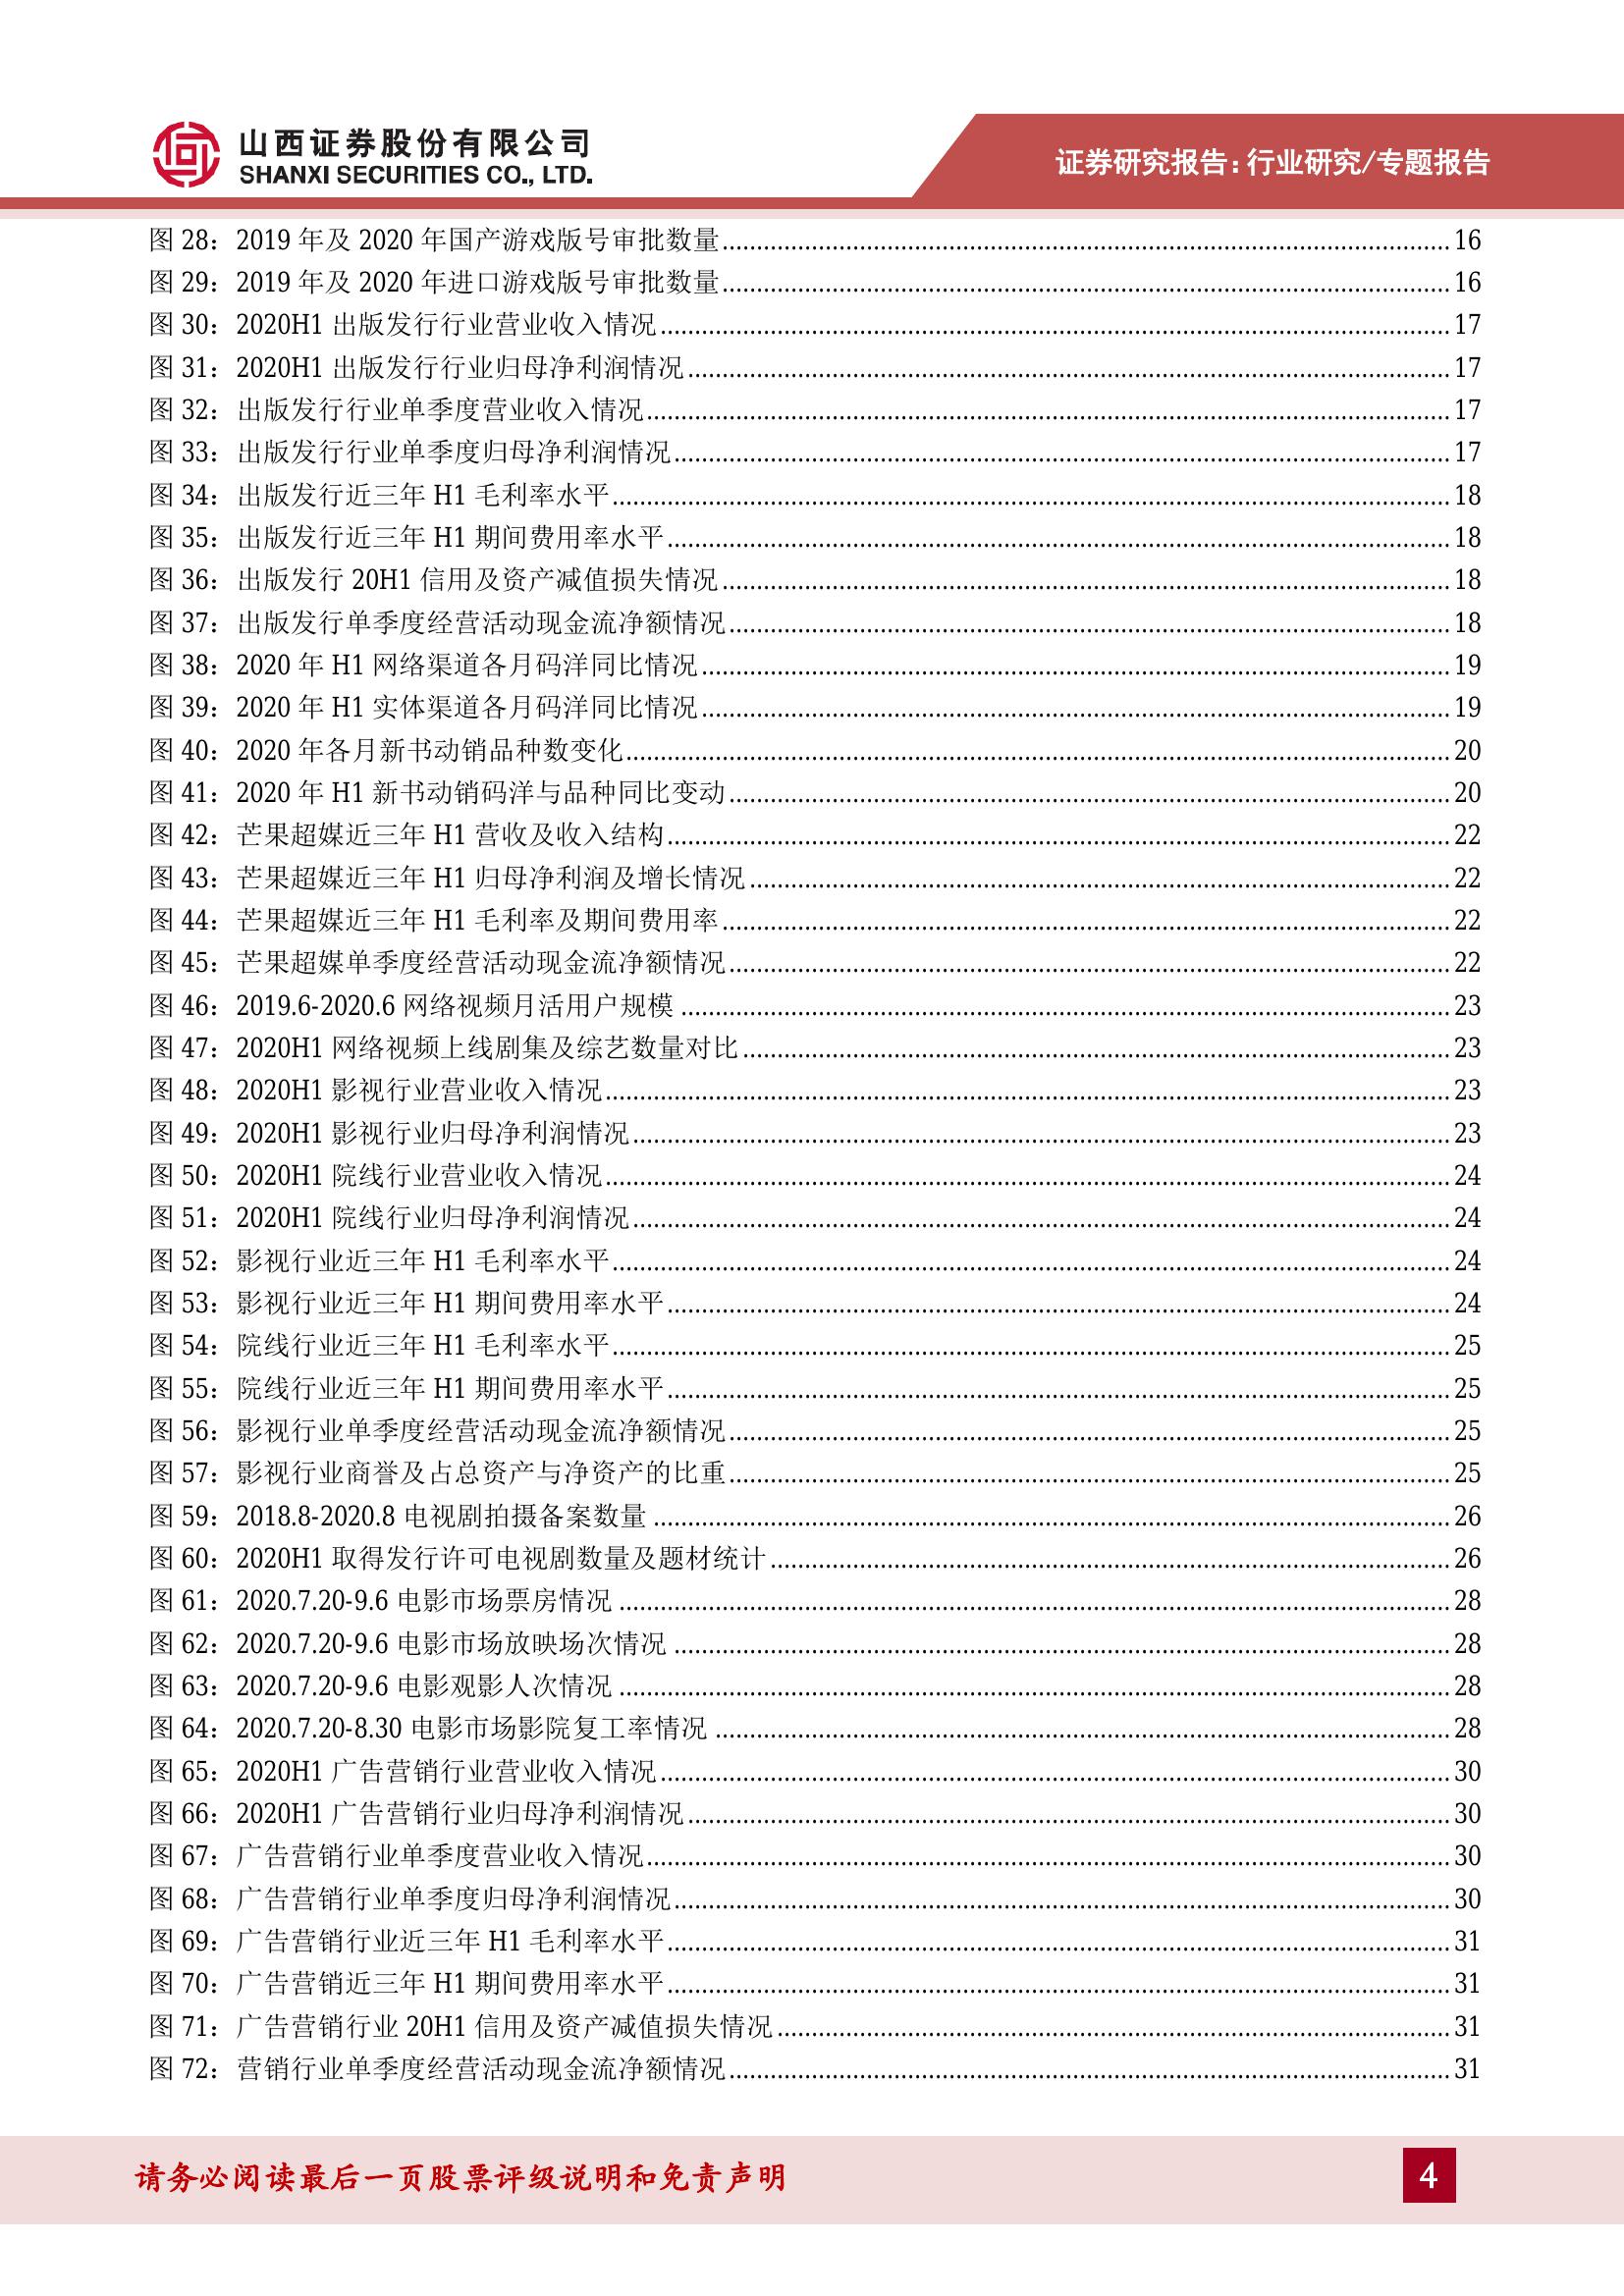 山西证券股份有限公司
SHANXI SECURITIES CO., LTD.
证券研究报告：行业研究/专题报告
图 28：2019 年及 2020 年国产游戏版号审批数量 16
图 29：2019 年及 2020 年进口游戏版号审批数量 16
图 30：2020H1 出版发行行业营业收入情况 17
图 31：2020H1 出版发行行业归母净利润情况 17
图 32：出版发行行业单季度营业收入情况 17
图 33：出版发行行业单季度归母净利润情况 17
图 34：出版发行近三年 H1 毛利率水平 18
图 35：出版发行近三年 H1 期间费用率水平 18
图 36：出版发行 20H1 信用及资产减值损失情况 18
图 37：出版发行单季度经营活动现金流净额情况 18
图 38：2020 年 H1 网络渠道各月码洋同比情况 19
图 39：2020 年 H1 实体渠道各月码洋同比情况 19
图 40：2020 年各月新书动销品种数变化 20
图 41：2020 年 H1 新书动销码洋与品种同比变动 20
图 42：芒果超媒近三年 H1 营收及收入结构 22
图 43：芒果超媒近三年 H1 归母净利润及增长情况 22
图 44：芒果超媒近三年 H1 毛利率及期间费用率 22
图 45：芒果超媒单季度经营活动现金流净额情况 22
图 46：2019.6-2020.6 网络视频月活用户规模 23
图 47：2020H1 网络视频上线剧集及综艺数量对比 23
图 48：2020H1 影视行业营业收入情况 23
图 49：2020H1 影视行业归母净利润情况 23
图 50：2020H1 院线行业营业收入情况 24
图 51：2020H1 院线行业归母净利润情况 24
图 52：影视行业近三年 H1 毛利率水平 24
图 53：影视行业近三年 H1 期间费用率水平 24
图 54：院线行业近三年 H1 毛利率水平 25
图 55：院线行业近三年 H1 期间费用率水平 25
图 56：影视行业单季度经营活动现金流净额情况 25
图 57：影视行业商誉及占总资产与净资产的比重 25
图 59：2018.8-2020.8 电视剧拍摄备案数量 26
图 60：2020H1 取得发行许可电视剧数量及题材统计 26
图 61：2020.7.20-9.6 电影市场票房情况 28
图 62：2020.7.20-9.6 电影市场放映场次情况 28
图 63：2020.7.20-9.6 电影观影人次情况 28
图 64：2020.7.20-8.30 电影市场影院复工率情况 28
图 65：2020H1 广告营销行业营业收入情况 30
图 66：2020H1 广告营销行业归母净利润情况 30
图 67：广告营销行业单季度营业收入情况 30
图 68：广告营销行业单季度归母净利润情况 30
图 69：广告营销行业近三年 H1 毛利率水平 31
图 70：广告营销近三年 H1 期间费用率水平 31
图 71：广告营销行业 20H1 信用及资产减值损失情况 31
图 72：营销行业单季度经营活动现金流净额情况 31
请务必阅读最后一页股票评级说明和免责声明
4